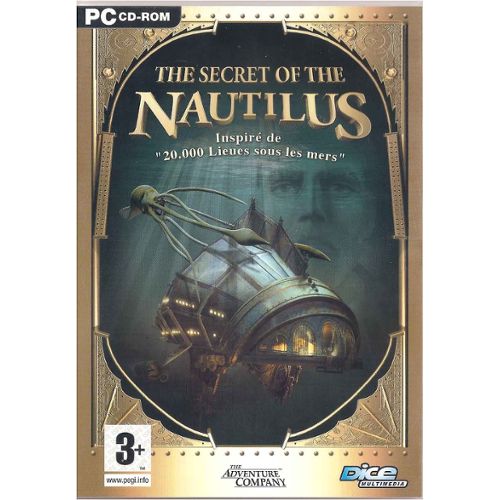 PC CD-ROM
THE SECRET OF THE
NAUTILUS
Inspiré de
"20.000 Lieues sous les mers"
3+
™
www.pegi.info
THE
ADVENTURE
COMPANY
Dice
MULTIMEDIA